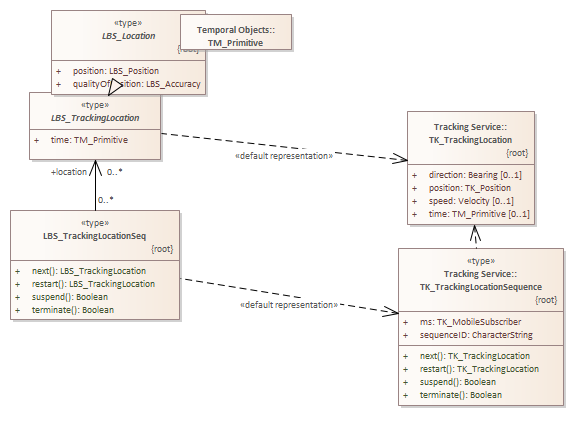 «type»
LBS_Location
{root}
+ position: LBS_Position
+ qualityOfPosition: LBS_Accuracy
Temporal Objects::
TM_Primitive
«type»
LBS_TrackingLocation
+ time: TM_Primitive
«default representation»
Tracking Service::
TK_TrackingLocation
{root}
+ direction: Bearing [0..1]
+ position: TK_Position
+ speed: Velocity [0..1]
+ time: TM_Primitive [0..1]
+location 0..*
0..*
«type»
LBS_TrackingLocationSeq
{root}
+ next(): LBS_TrackingLocation
+ restart(): LBS_TrackingLocation
+ suspend(): Boolean
+ terminate(): Boolean
«default representation»
«type»
Tracking Service::
TK_TrackingLocationSequence
{root}
+ ms: TK_MobileSubscriber
+ sequenceID: CharacterString
+ next(): TK_TrackingLocation
+ restart(): TK_TrackingLocation
+ suspend(): Boolean
+ terminate(): Boolean